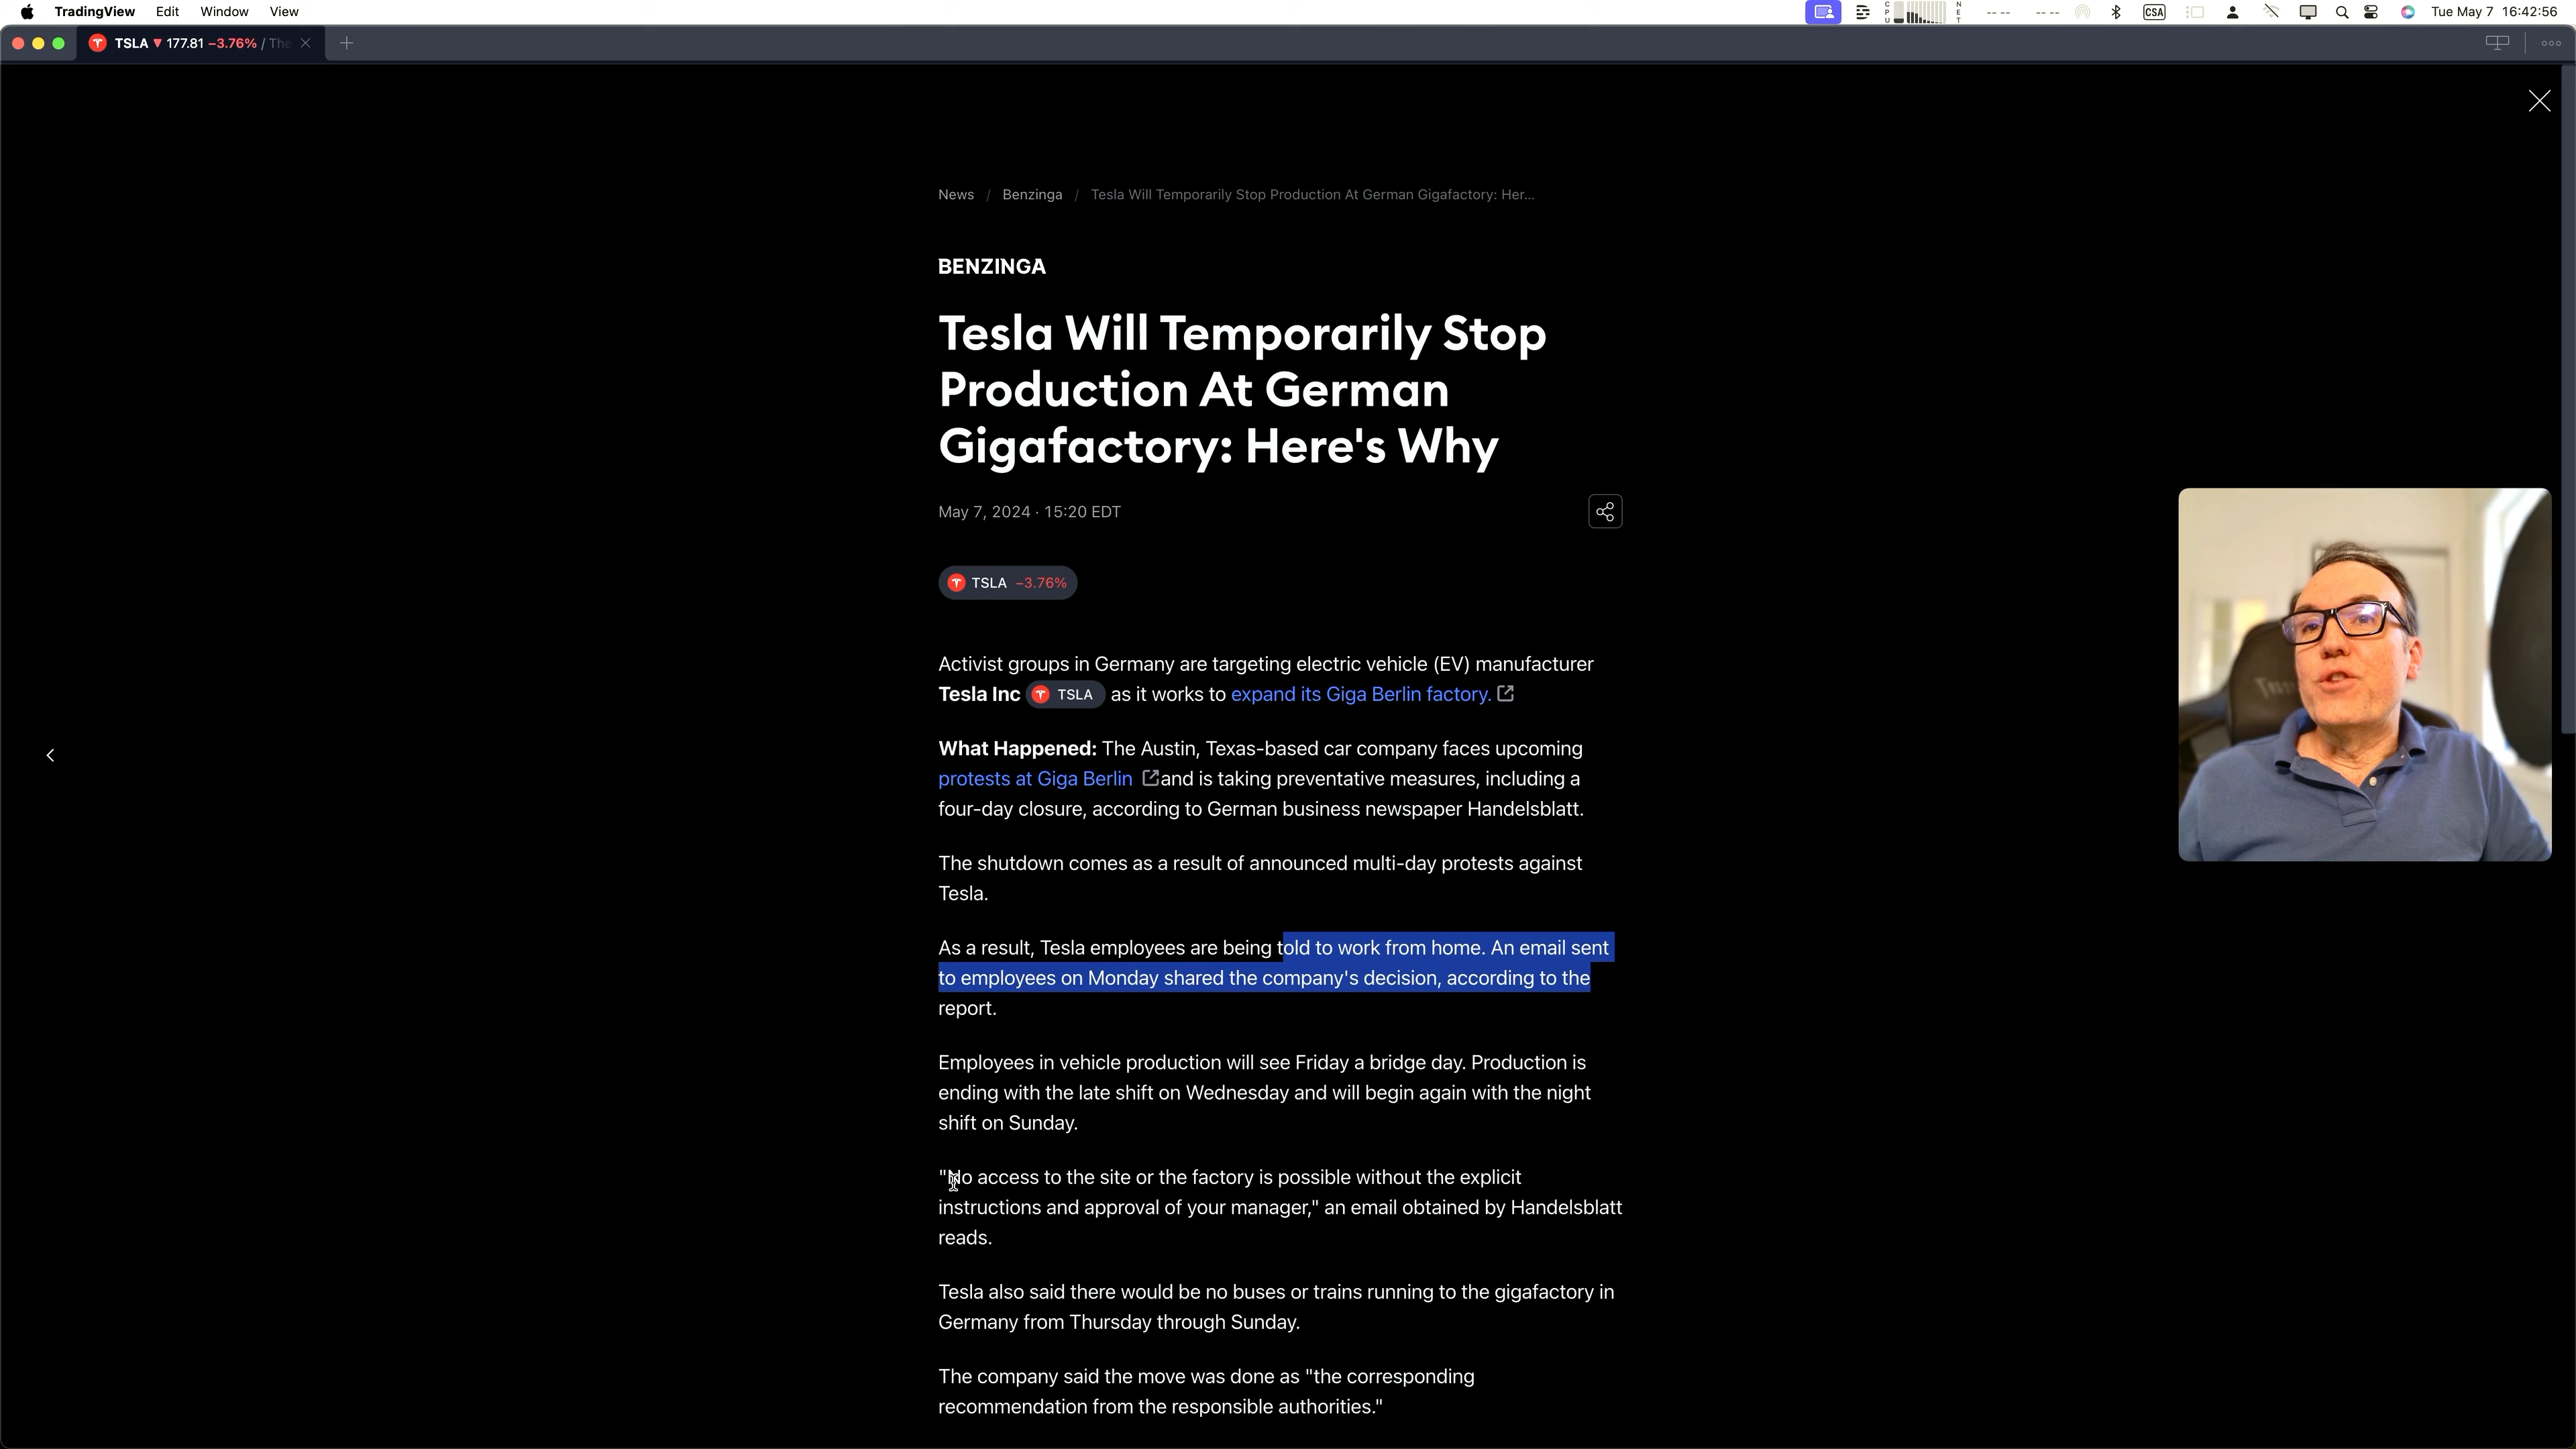 TradingView Edit Window View
CPU NET -- -- -- -- CSA Tue May 7 16:42:56
TSLA ▼ 177.81 −3.76% / The
News / Benzinga / Tesla Will Temporarily Stop Production At German Gigafactory: Her...
BENZINGA
Tesla Will Temporarily Stop
Production At German
Gigafactory: Here's Why
May 7, 2024 · 15:20 EDT
TSLA −3.76%
Activist groups in Germany are targeting electric vehicle (EV) manufacturer
Tesla Inc TSLA as it works to expand its Giga Berlin factory.
What Happened: The Austin, Texas-based car company faces upcoming
protests at Giga Berlin and is taking preventative measures, including a
four-day closure, according to German business newspaper Handelsblatt.
The shutdown comes as a result of announced multi-day protests against
Tesla.
As a result, Tesla employees are being told to work from home. An email sent
to employees on Monday shared the company's decision, according to the
report.
Employees in vehicle production will see Friday a bridge day. Production is
ending with the late shift on Wednesday and will begin again with the night
shift on Sunday.
"No access to the site or the factory is possible without the explicit
instructions and approval of your manager," an email obtained by Handelsblatt
reads.
Tesla also said there would be no buses or trains running to the gigafactory in
Germany from Thursday through Sunday.
The company said the move was done as "the corresponding
recommendation from the responsible authorities."